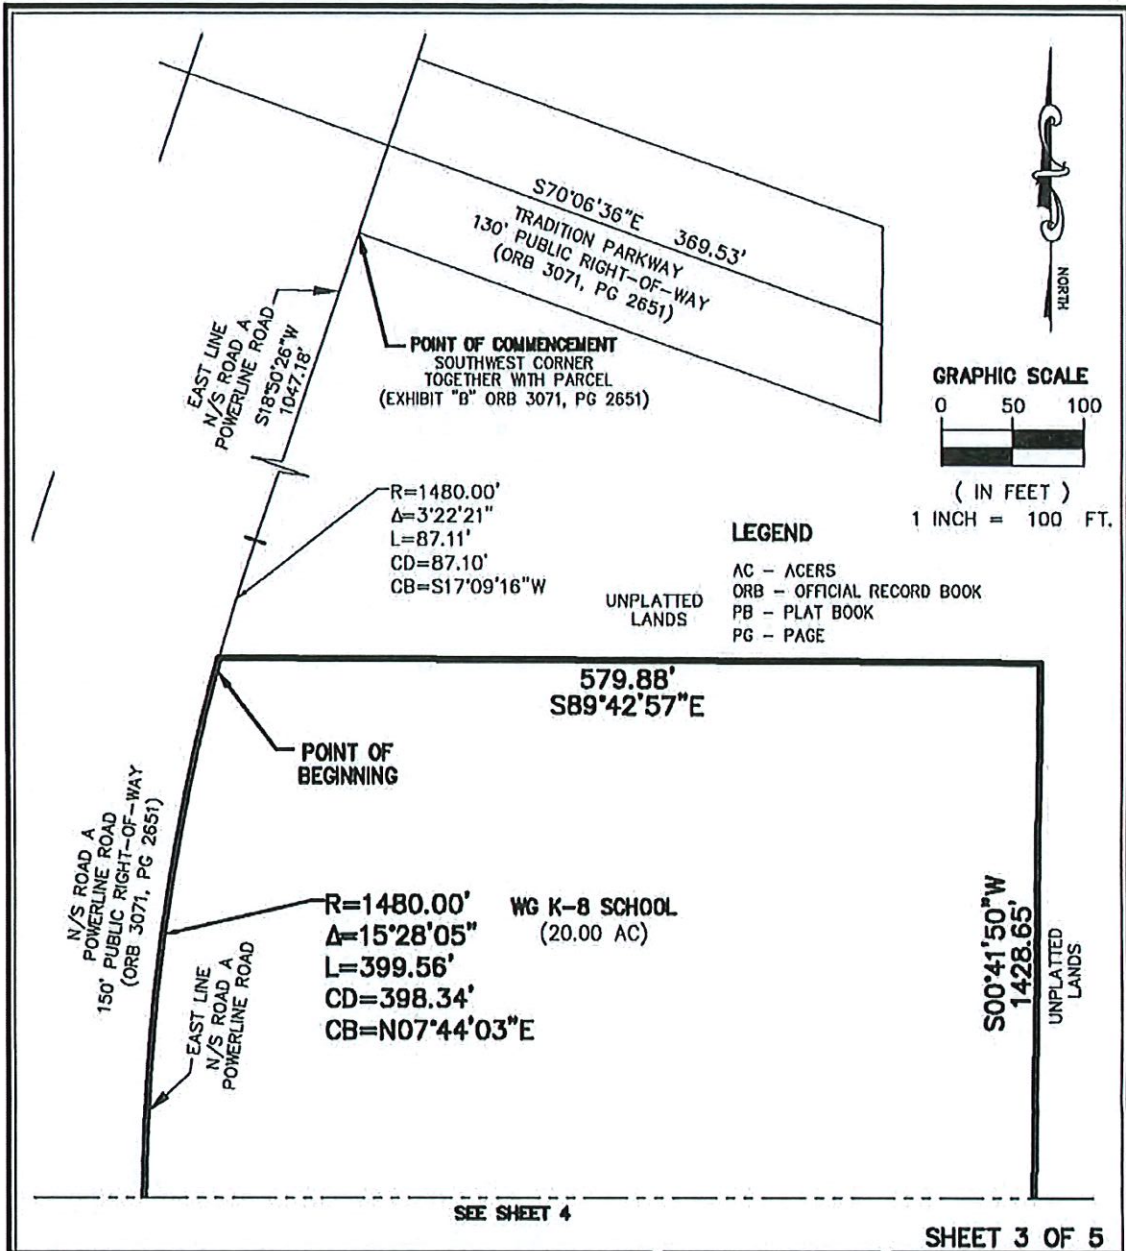 S70°06'36"E 369.53'
TRADITION PARKWAY
130' PUBLIC RIGHT-OF-WAY
(ORB 3071, PG 2651)
NORTH
EAST LINE
N/S ROAD A
POWERLINE ROAD
S18°50'26"W
1047.18'
POINT OF COMMENCEMENT
SOUTHWEST CORNER
TOGETHER WITH PARCEL
(EXHIBIT "B" ORB 3071, PG 2651)
GRAPHIC SCALE
0 50 100
( IN FEET )
1 INCH = 100 FT.
R=1480.00'
Δ=3°22'21"
L=87.11'
CD=87.10'
CB=S17°09'16"W
LEGEND
AC - ACERS
ORB - OFFICIAL RECORD BOOK
PB - PLAT BOOK
PG - PAGE
UNPLATTED
LANDS
579.88'
S89°42'57"E
POINT OF
BEGINNING
N/S ROAD A
POWERLINE ROAD
150' PUBLIC RIGHT-OF-WAY
(ORB 3071, PG 2651)
R=1480.00'
Δ=15°28'05"
L=399.56'
CD=398.34'
CB=N07°44'03"E
WG K-8 SCHOOL
(20.00 AC)
S00°41'50"W
1428.65'
UNPLATTED
LANDS
EAST LINE
N/S ROAD A
POWERLINE ROAD
SEE SHEET 4
SHEET 3 OF 5